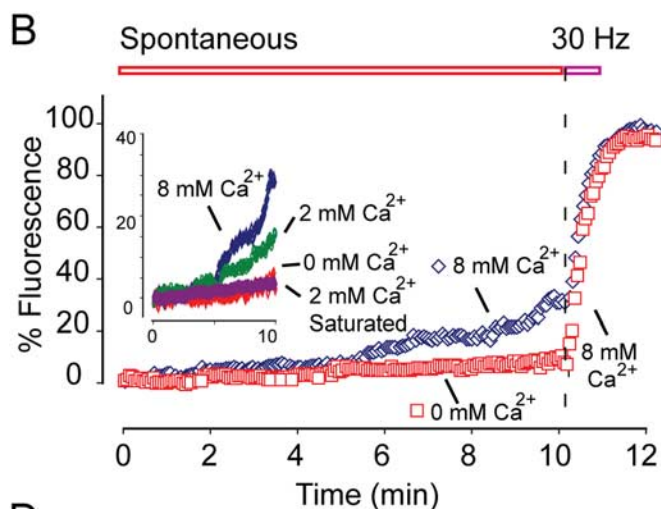 B
Spontaneous 30 Hz
100
80
60
40
20
0
% Fluorescence
40
20
0
0 10
8 mM Ca²⁺
2 mM Ca²⁺
0 mM Ca²⁺
2 mM Ca²⁺
Saturated
8 mM Ca²⁺
8 mM
Ca²⁺
0 mM Ca²⁺
0 2 4 6 8 10 12
Time (min)